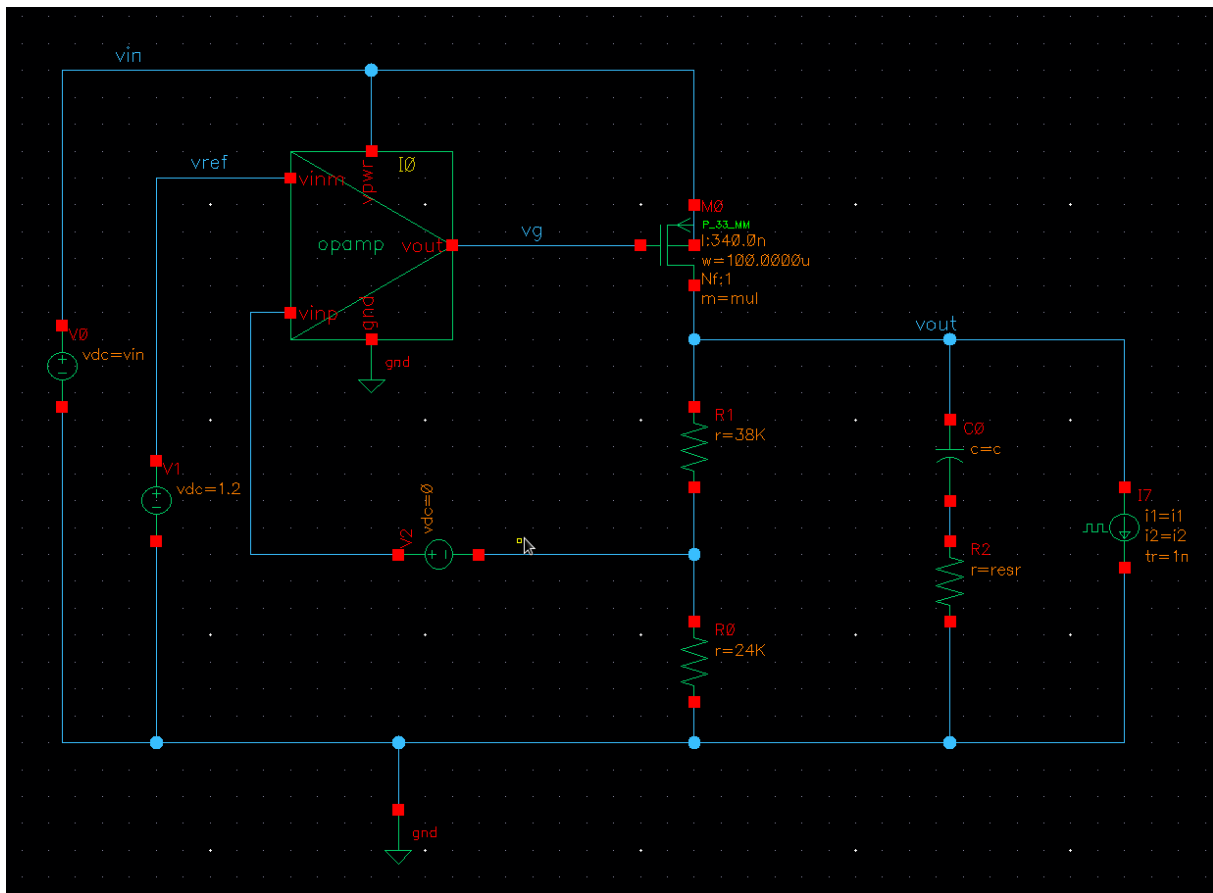 vin
vref
I0
vinm
vpwr
opamp
vout
vinp
gnd
gnd
vg
M0
P_33_MM
l:340.0n
w=100.0000u
Nf:1
m=mul
V0
vdc=vin
V1
vdc=1.2
V2
vdc=0
R1
r=38K
R0
r=24K
vout
C0
c=c
R2
r=resr
I7
i1=i1
i2=i2
tr=1n
gnd